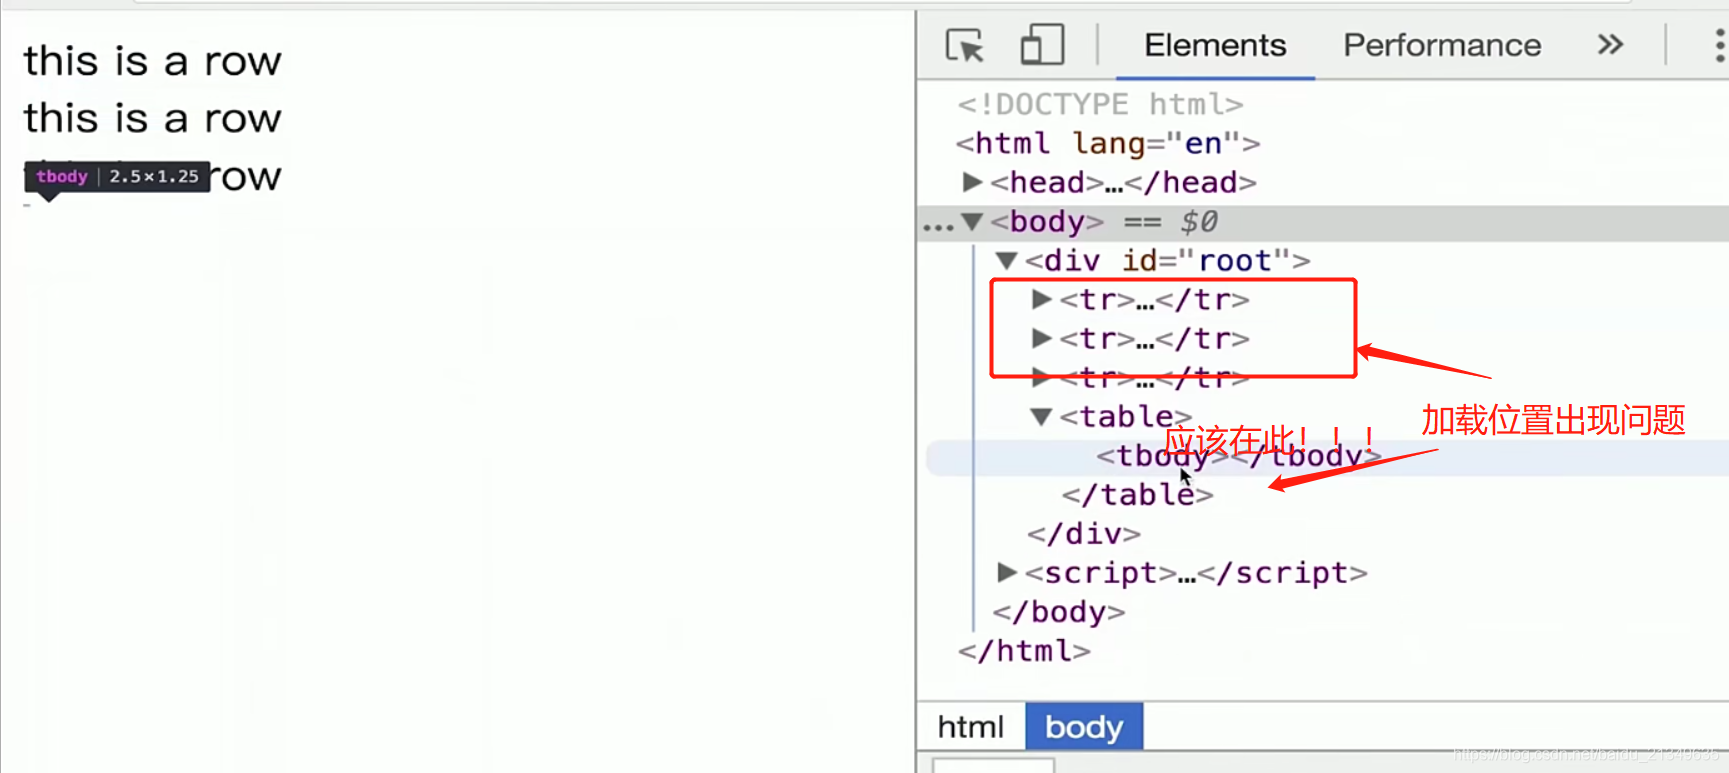 this is a row
this is a row
row
tbody | 2.5×1.25
Elements
Performance
<!DOCTYPE html>
<html lang="en">
<head>…</head>
<body> == $0
<div id="root">
<tr>…</tr>
<tr>…</tr>
<tr>…</tr>
<table>
<tbody></tbody>
</table>
</div>
<script>…</script>
</body>
</html>
应该在此！！！
加载位置出现问题
html
body
https://blog.csdn.net/baidu_21349635